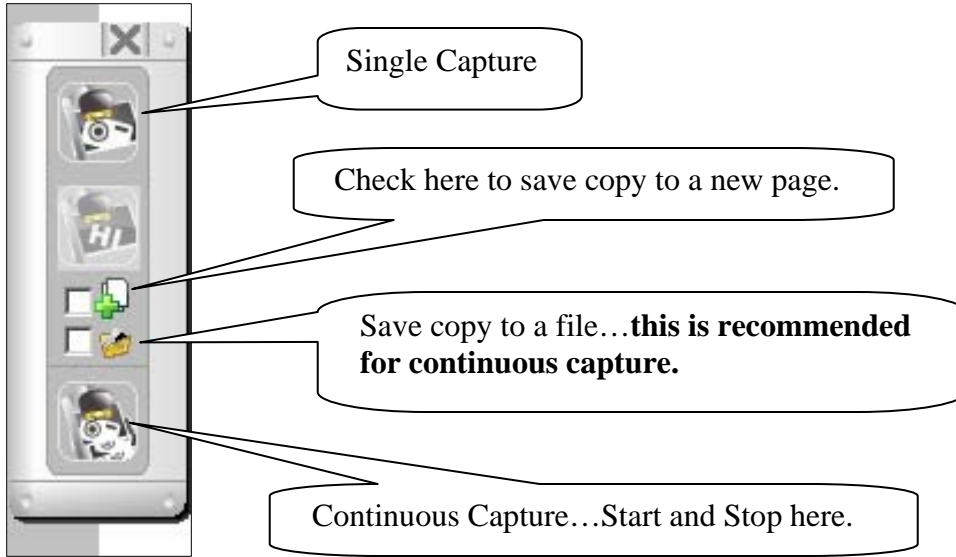 Single Capture
HI
Check here to save copy to a new page.
Save copy to a file…this is recommended
for continuous capture.
Continuous Capture…Start and Stop here.